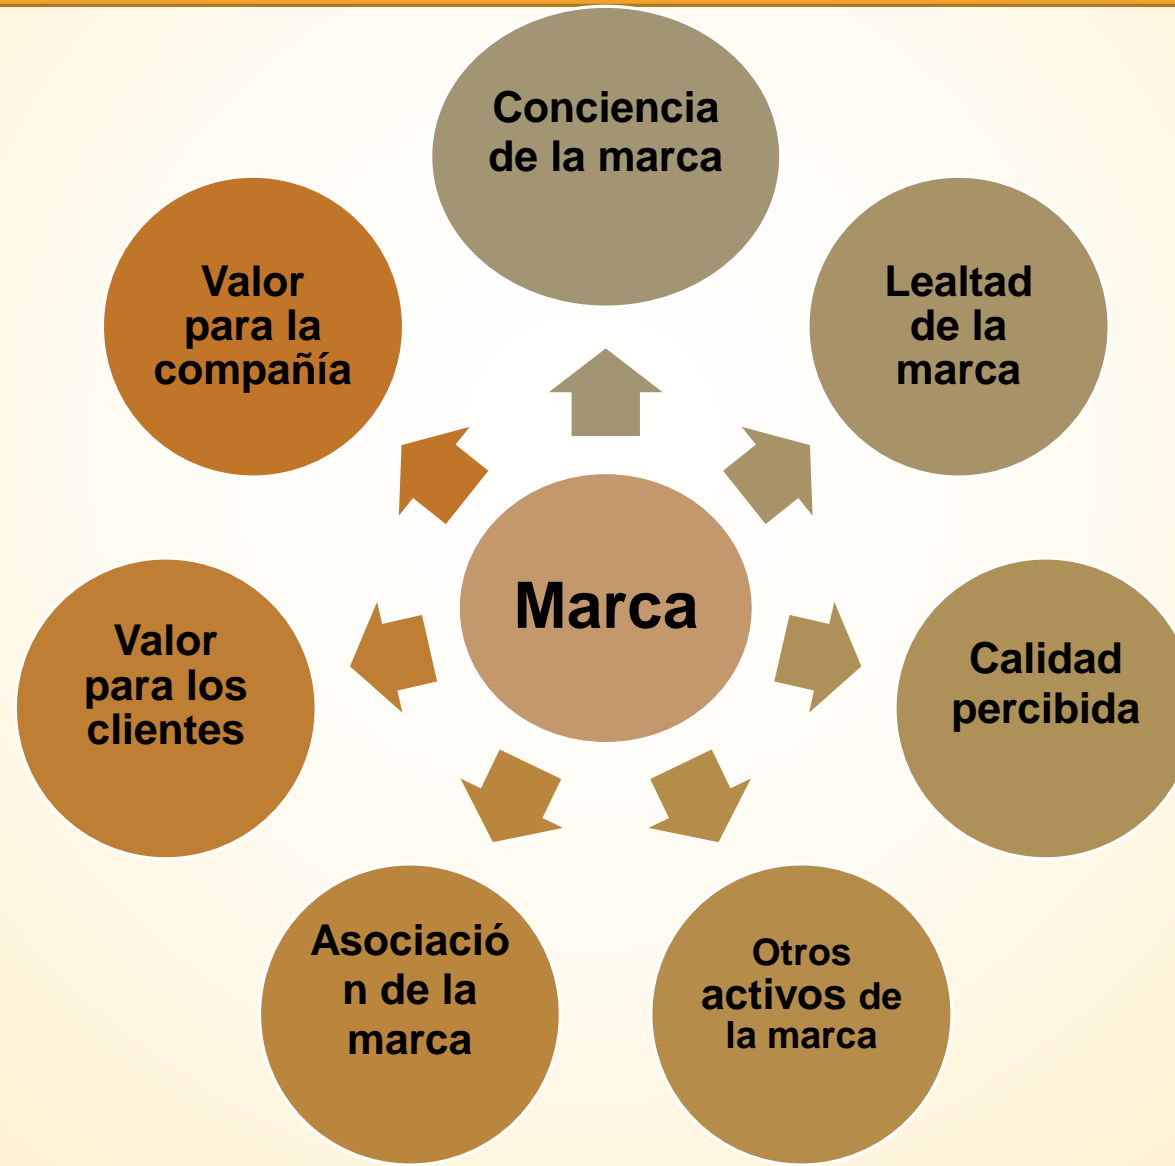 Conciencia
de la marca
Lealtad
de la
marca
Calidad
percibida
Otros
activos de
la marca
Asociació
n de la
marca
Valor
para los
clientes
Valor
para la
compañía
Marca